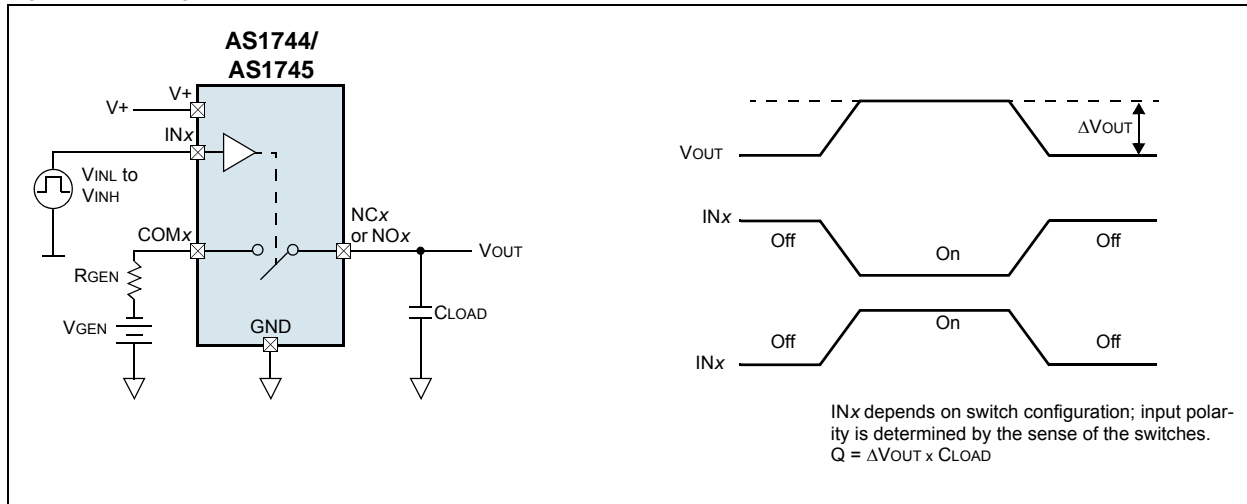 AS1744/
AS1745
V+
V+
INx
VINL to
VINH
COMx
NCx
or NOx
VOUT
RGEN
VGEN
CLOAD
GND
ΔVOUT
VOUT
INx
Off
On
Off
Off
On
Off
INx
INx depends on switch configuration; input polar-
ity is determined by the sense of the switches.
Q = ΔVOUT x CLOAD